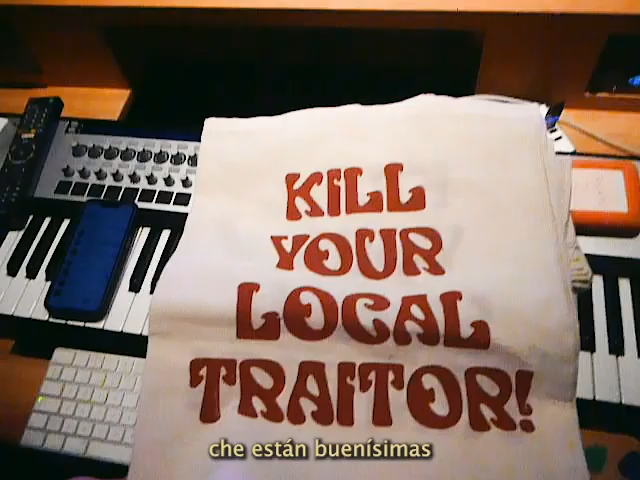 KILL
YOUR
LOCAL
TRAITOR!
che están buenísimas